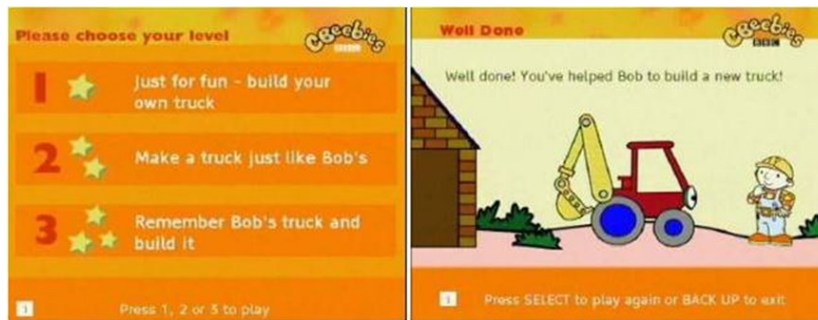 Please choose your level
CBeebies
BBC
1
Just for fun - build your
own truck
2
Make a truck just like Bob's
3
Remember Bob's truck and
build it
Press 1, 2 or 3 to play
Well Done
CBeebies
BBC
Well done! You've helped Bob to build a new truck!
Press SELECT to play again or BACK UP to exit